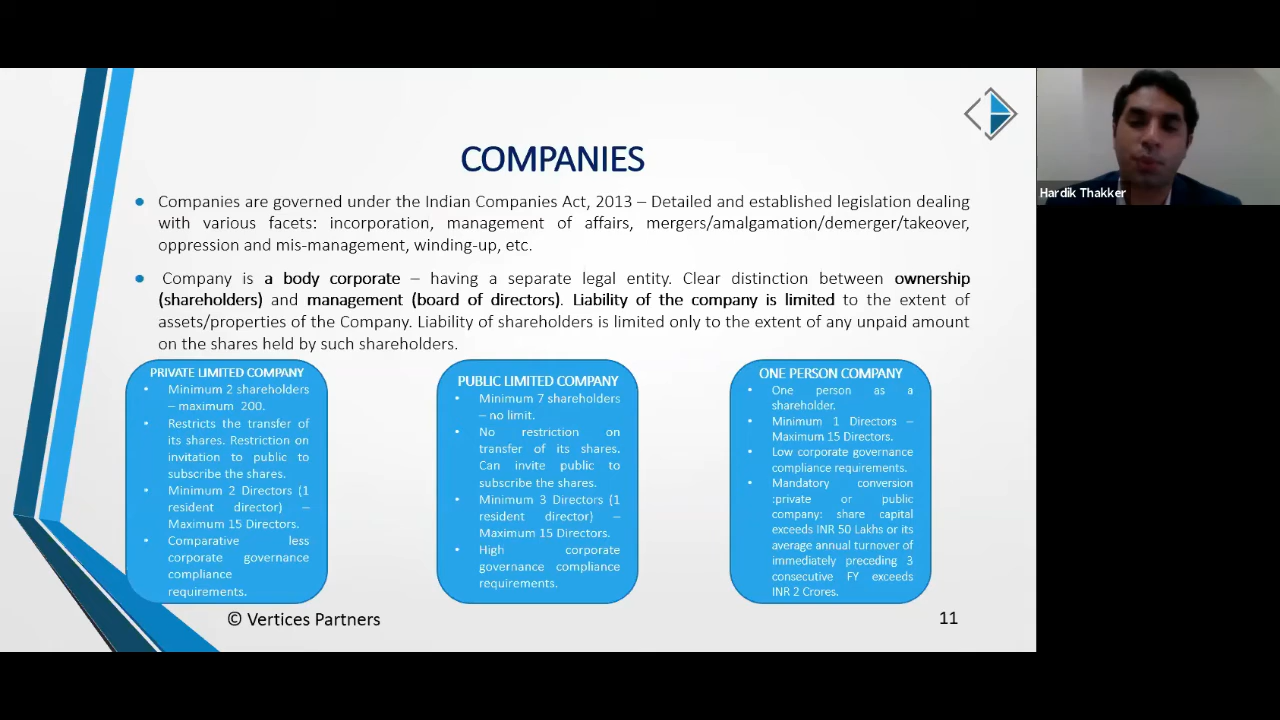 COMPANIES
Companies are governed under the Indian Companies Act, 2013 – Detailed and established legislation dealing
with various facets: incorporation, management of affairs, mergers/amalgamation/demerger/takeover,
oppression and mis-management, winding-up, etc.
Company is a body corporate – having a separate legal entity. Clear distinction between ownership
(shareholders) and management (board of directors). Liability of the company is limited to the extent of
assets/properties of the Company. Liability of shareholders is limited only to the extent of any unpaid amount
on the shares held by such shareholders.
PRIVATE LIMITED COMPANY
Minimum 2 shareholders
– maximum 200.
Restricts the transfer of
its shares. Restriction on
invitation to public to
subscribe the shares.
Minimum 2 Directors (1
resident director) –
Maximum 15 Directors.
Comparative less
corporate governance
compliance
requirements.
PUBLIC LIMITED COMPANY
Minimum 7 shareholders
– no limit.
No restriction on
transfer of its shares.
Can invite public to
subscribe the shares.
Minimum 3 Directors (1
resident director) –
Maximum 15 Directors.
High corporate
governance compliance
requirements.
ONE PERSON COMPANY
One person as a
shareholder.
Minimum 1 Directors –
Maximum 15 Directors.
Low corporate governance
compliance requirements.
Mandatory conversion
:private or public
company: share capital
exceeds INR 50 Lakhs or its
average annual turnover of
immediately preceding 3
consecutive FY exceeds
INR 2 Crores.
© Vertices Partners
11
Hardik Thakker